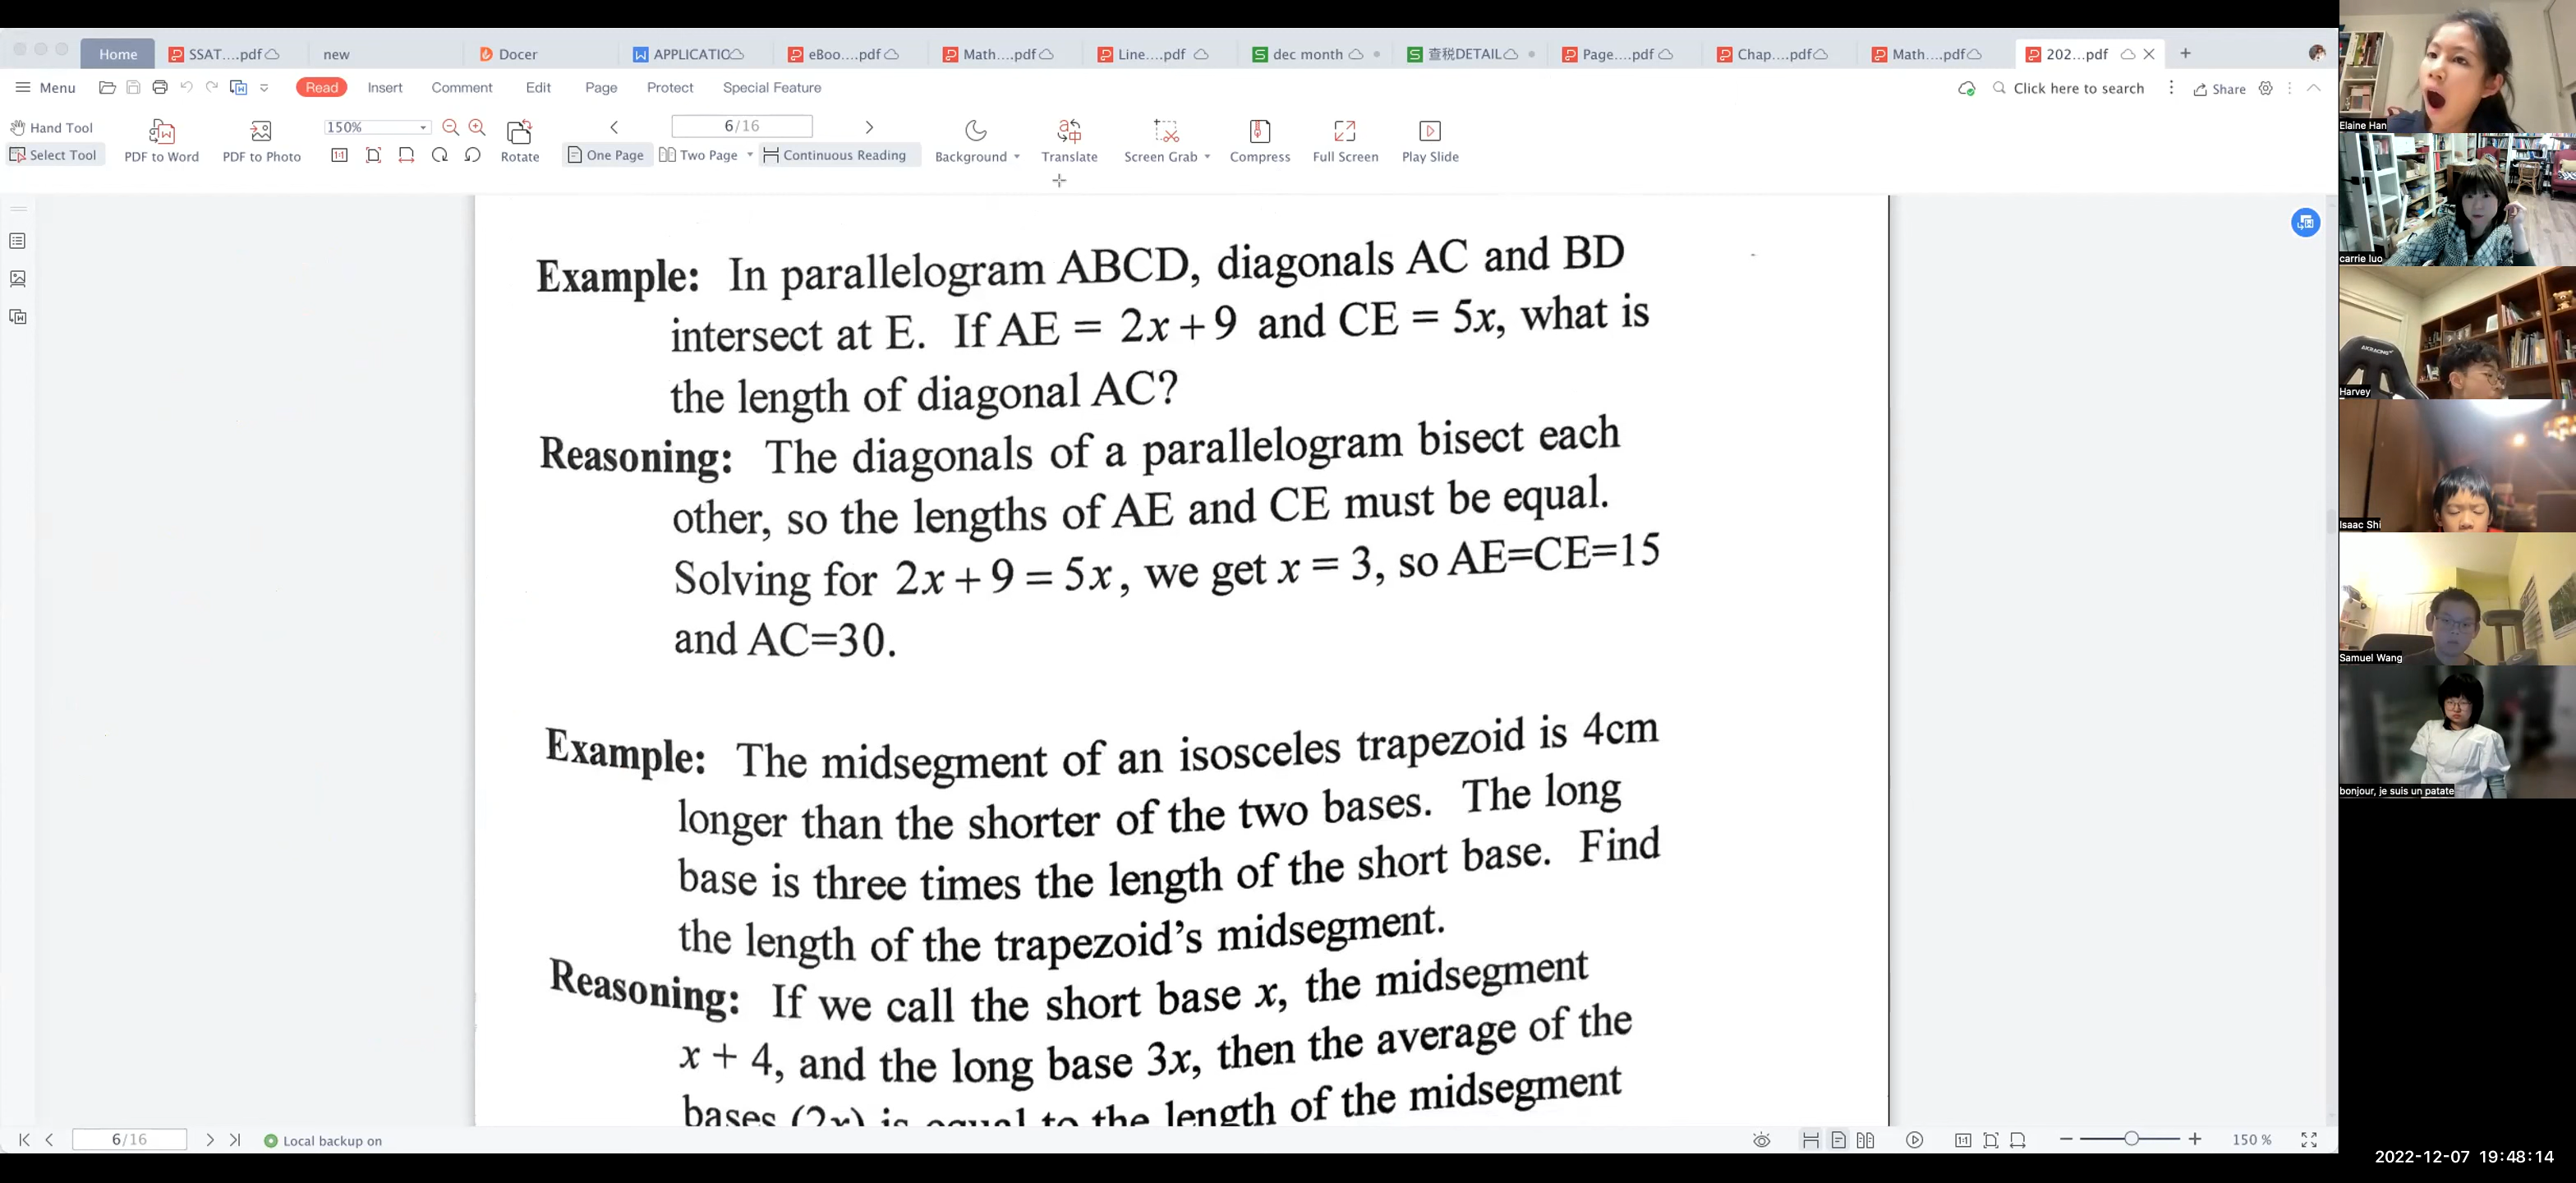 Home SSAT....pdf new Docer APPLICATIO eBoo....pdf Math....pdf Line....pdf dec month 查税DETAIL Page....pdf Chap....pdf Math....pdf 202...pdf
Menu Read Insert Comment Edit Page Protect Special Feature Click here to search Share
Hand Tool 150% 6/16
Select Tool PDF to Word PDF to Photo Rotate One Page Two Page Continuous Reading Background Translate Screen Grab Compress Full Screen Play Slide
Example: In parallelogram ABCD, diagonals AC and BD
intersect at E. If AE = 2x + 9 and CE = 5x, what is
the length of diagonal AC?
Reasoning: The diagonals of a parallelogram bisect each
other, so the lengths of AE and CE must be equal.
Solving for 2x + 9 = 5x, we get x = 3, so AE=CE=15
and AC=30.
Example: The midsegment of an isosceles trapezoid is 4cm
longer than the shorter of the two bases. The long
base is three times the length of the short base. Find
the length of the trapezoid's midsegment.
Reasoning: If we call the short base x, the midsegment
x + 4, and the long base 3x, then the average of the
bases (2x) is equal to the length of the midsegment
6/16 Local backup on 150 %
Elaine Han
carrie luo
AKRACING
Harvey
Isaac Shi
Samuel Wang
bonjour, je suis un patate
2022-12-07 19:48:14